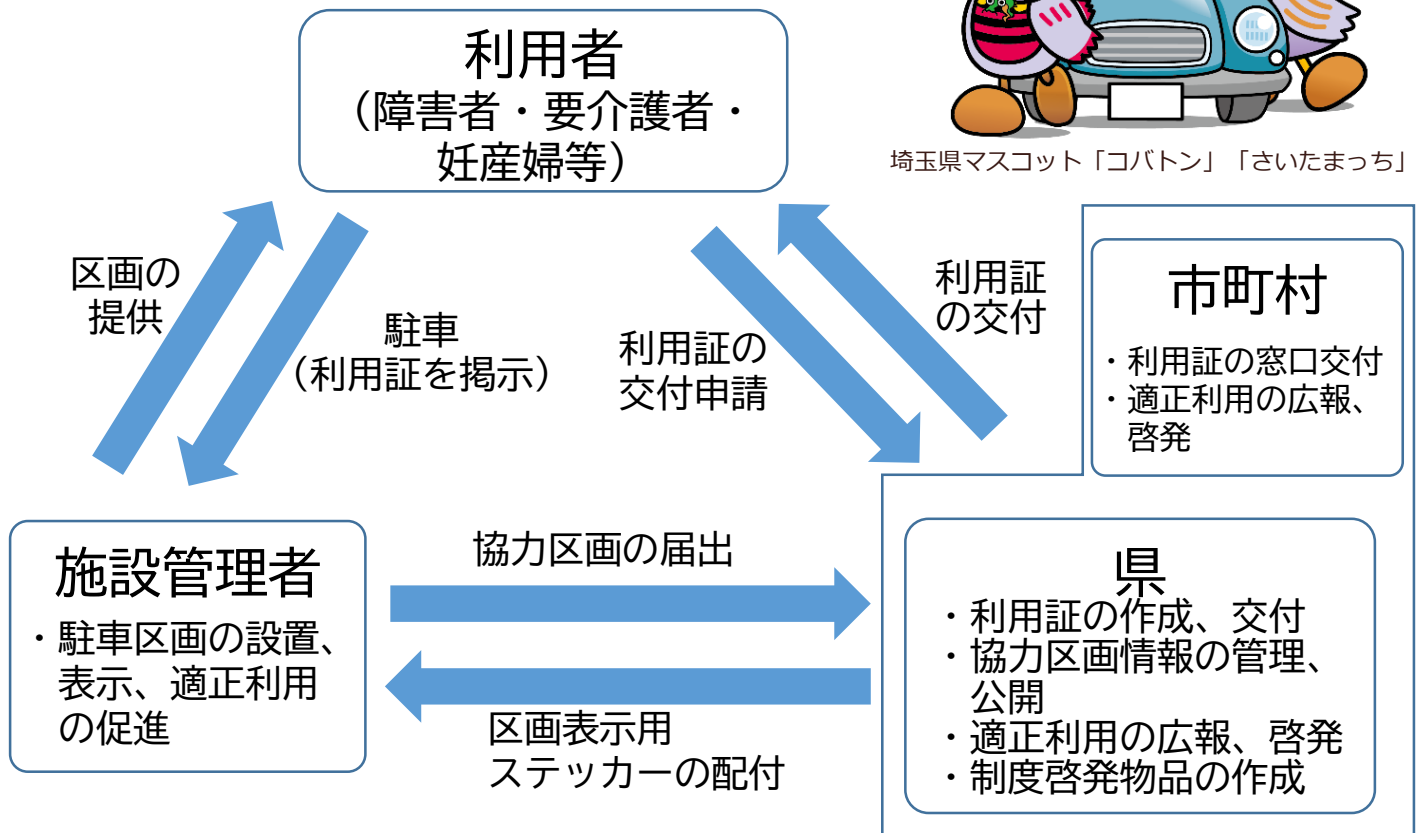 利用者
（障害者・要介護者・
妊産婦等）
埼玉県マスコット「コバトン」「さいたまっち」
区画の
提供
駐車
（利用証を掲示）
利用証の
交付申請
利用証
の交付
市町村
・利用証の窓口交付
・適正利用の広報、
啓発
施設管理者
・駐車区画の設置、
表示、適正利用
の促進
協力区画の届出
区画表示用
ステッカーの配付
県
・利用証の作成、交付
・協力区画情報の管理、
公開
・適正利用の広報、啓発
・制度啓発物品の作成